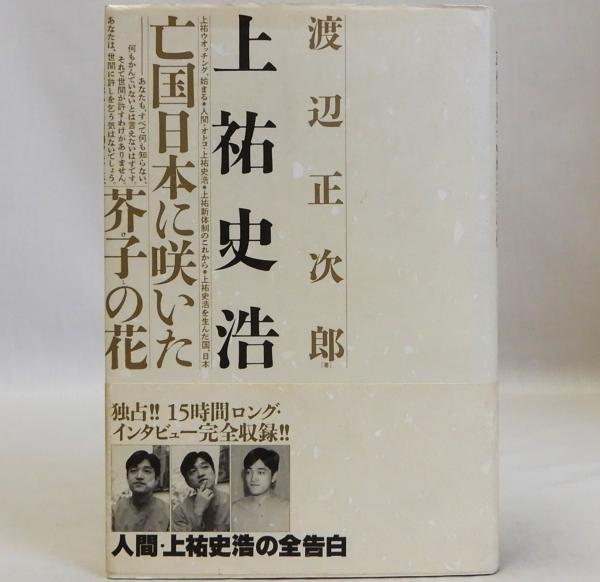 渡辺正次郎［著］
上祐史浩
上祐ウオッチング、始まる●人間・オトコ・上祐史浩●上祐新体制のこれから●上祐史浩を生んだ国、日本
亡国日本に咲いた
芥子の花
ロシ
――あなたも、すべて何も知らない、
何もかんでいないとは言えないはずです。
それで世間が許すわけがありません。
あなたは、世間に許しを乞う気はないでしょう。
独占!! 15時間ロング・
インタビュー完全収録!!
人間・上祐史浩の全告白